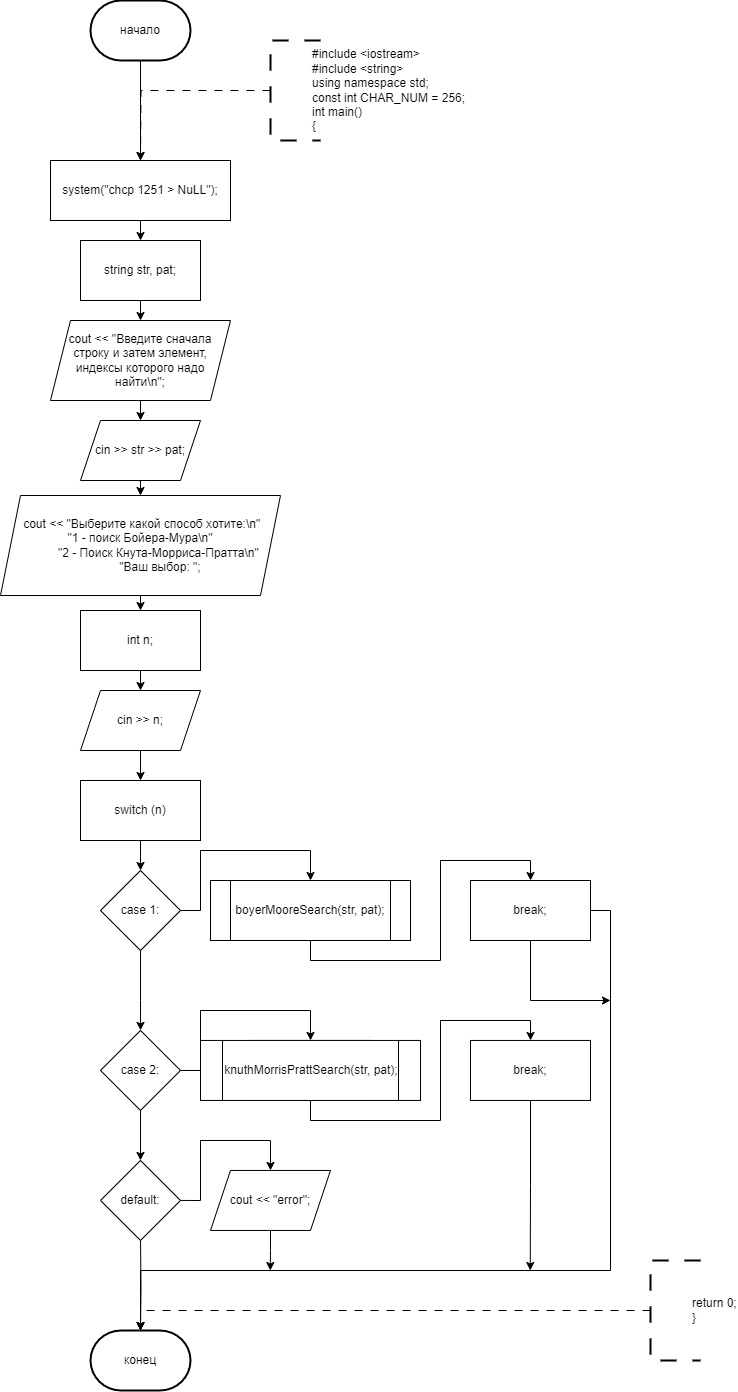 начало
#include <iostream>
#include <string>
using namespace std;
const int CHAR_NUM = 256;
int main()
{
system("chcp 1251 > NuLL");
string str, pat;
cout << "Введите сначала
строку и затем элемент,
индексы которого надо
найти\n";
cin >> str >> pat;
cout << "Выберите какой способ хотите:\n"
"1 - поиск Бойера-Мура\n"
"2 - Поиск Кнута-Морриса-Пратта\n"
"Ваш выбор: ";
int n;
cin >> n;
switch (n)
case 1:
boyerMooreSearch(str, pat);
break;
case 2:
knuthMorrisPrattSearch(str, pat);
break;
default:
cout << "error";
return 0;
}
конец